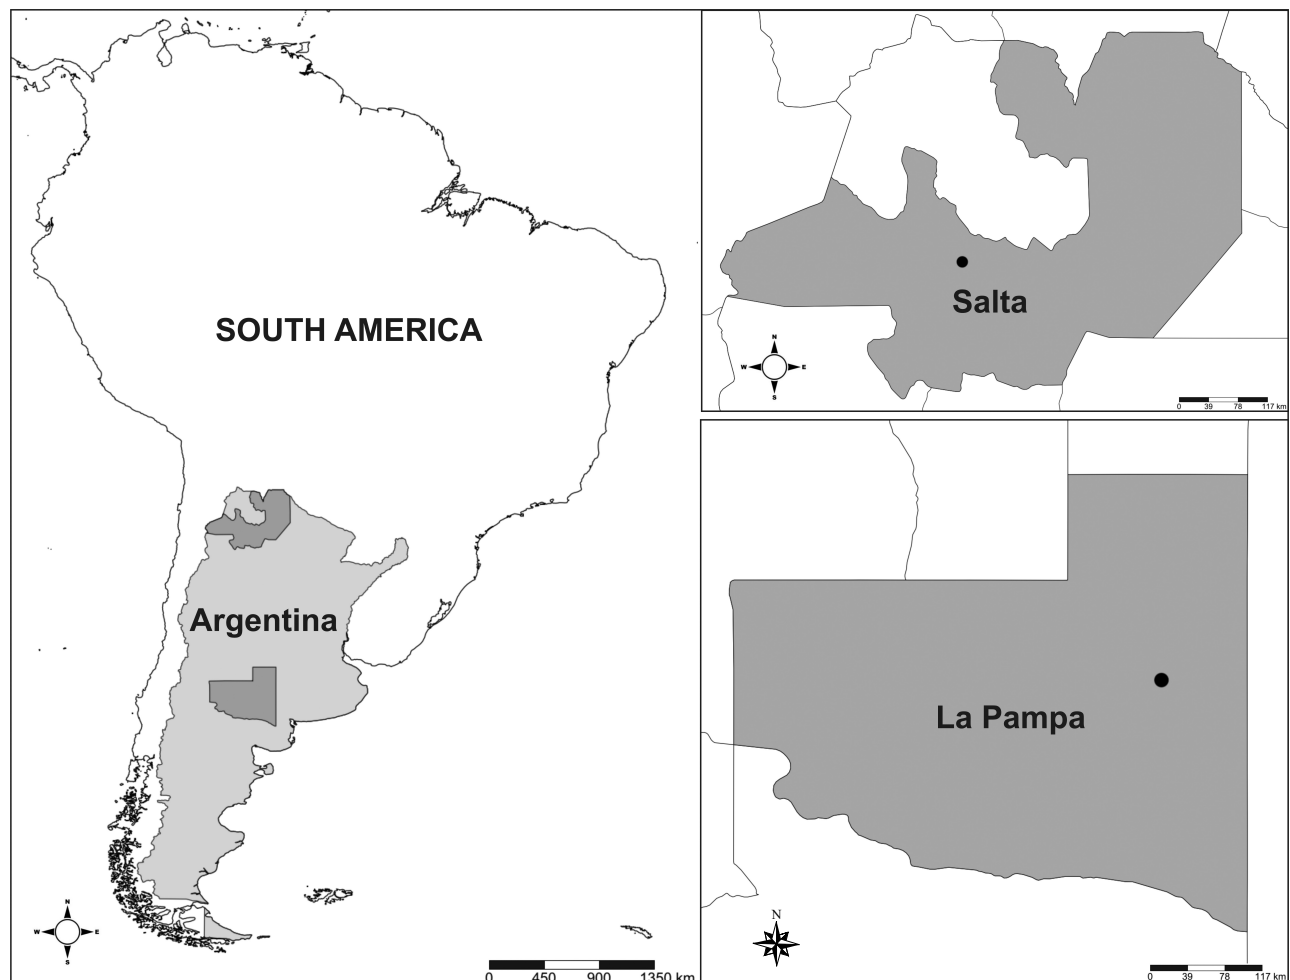 SOUTH AMERICA
Argentina
N
W E
S
0 450 900 1350 km
Salta
N
W E
S
0 39 78 117 km
La Pampa
N
0 39 78 117 km